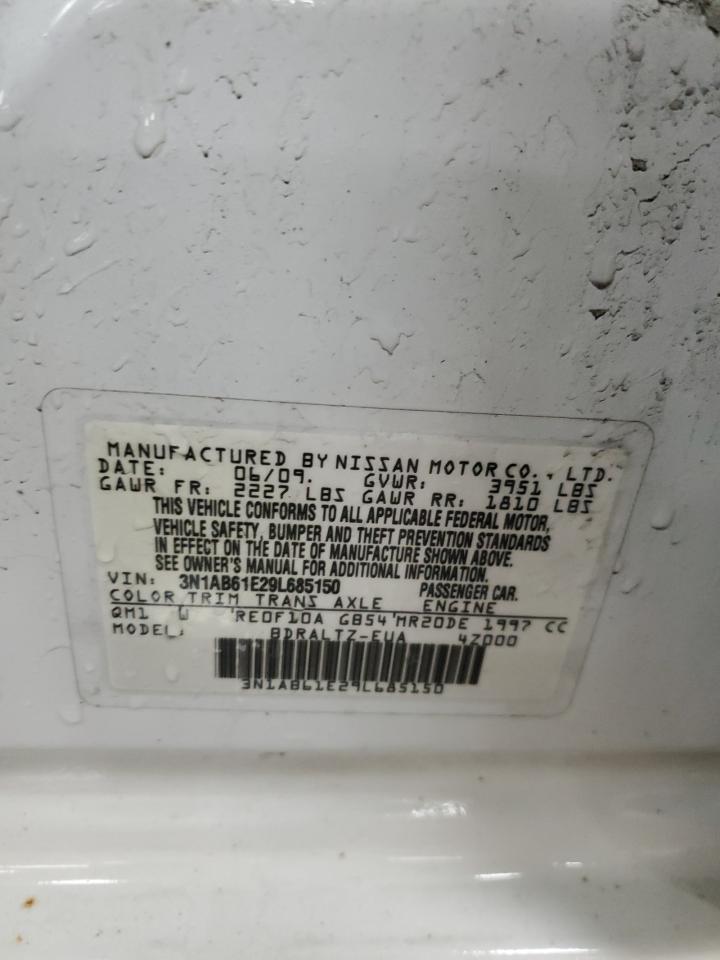 MANUFACTURED BY NISSAN MOTOR CO., LTD.
DATE: 06/09. GVWR: 3951 LBS
GAWR FR: 2227 LBS GAWR RR: 1810 LBS
THIS VEHICLE CONFORMS TO ALL APPLICABLE FEDERAL MOTOR,
VEHICLE SAFETY, BUMPER AND THEFT PREVENTION STANDARDS
IN EFFECT ON THE DATE OF MANUFACTURE SHOWN ABOVE.
SEE OWNER'S MANUAL FOR ADDITIONAL INFORMATION.
VIN: 3N1AB61E29L685150 PASSENGER CAR.
COLOR TRIM TRANS AXLE ENGINE
QM1 W RE0F10A GB54 MR20DE 1997 CC
MODEL: BDRALTZ-EUA 4Z000
3N1AB61E29L685150